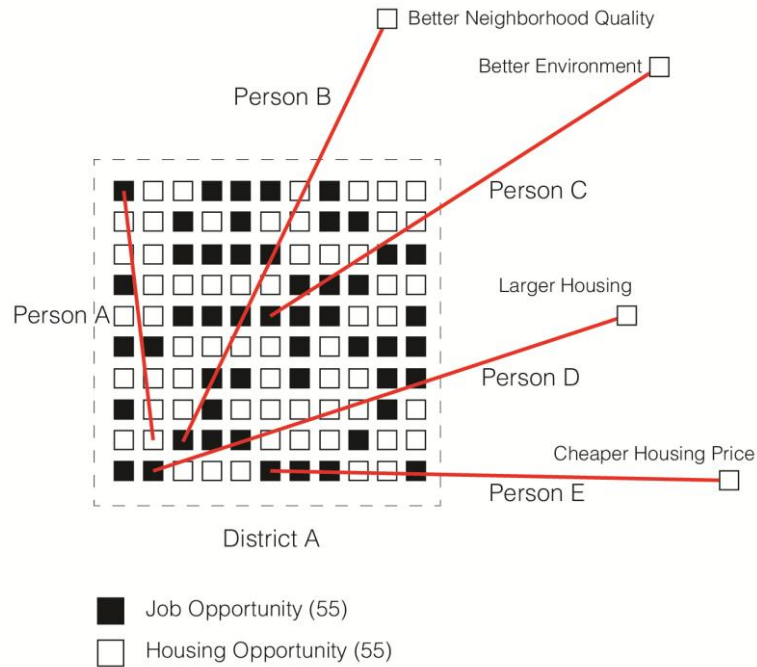 Better Neighborhood Quality
Better Environment
Person B
Person C
Larger Housing
Person A
Person D
Cheaper Housing Price
Person E
District A
Job Opportunity (55)
Housing Opportunity (55)